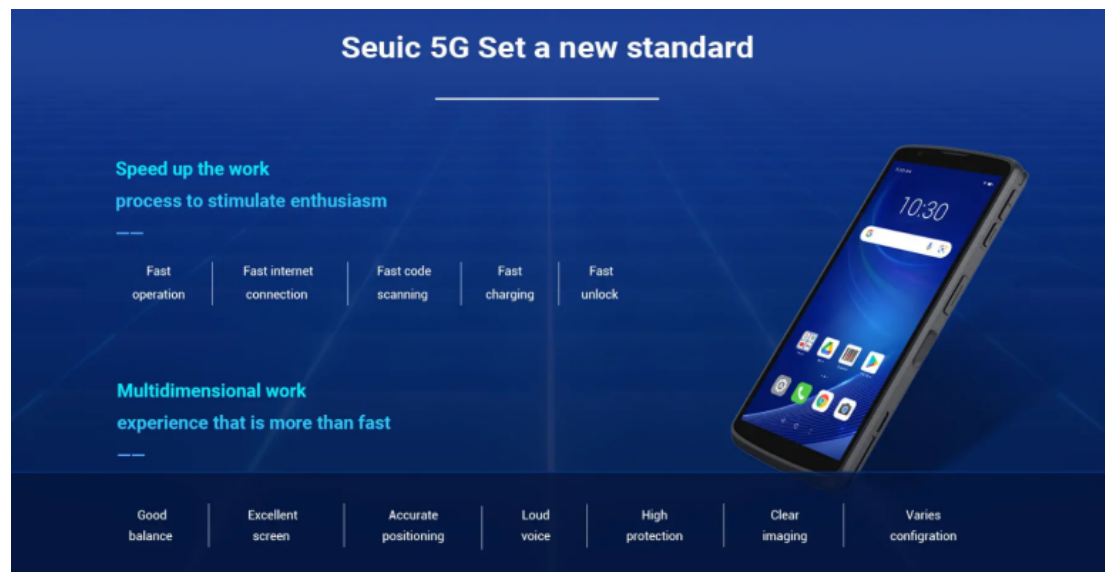 Seuic 5G Set a new standard
Speed up the work
process to stimulate enthusiasm
Fast
operation
Fast internet
connection
Fast code
scanning
Fast
charging
Fast
unlock
10:30
Multidimensional work
experience that is more than fast
Good
balance
Excellent
screen
Accurate
positioning
Loud
voice
High
protection
Clear
imaging
Varies
configration